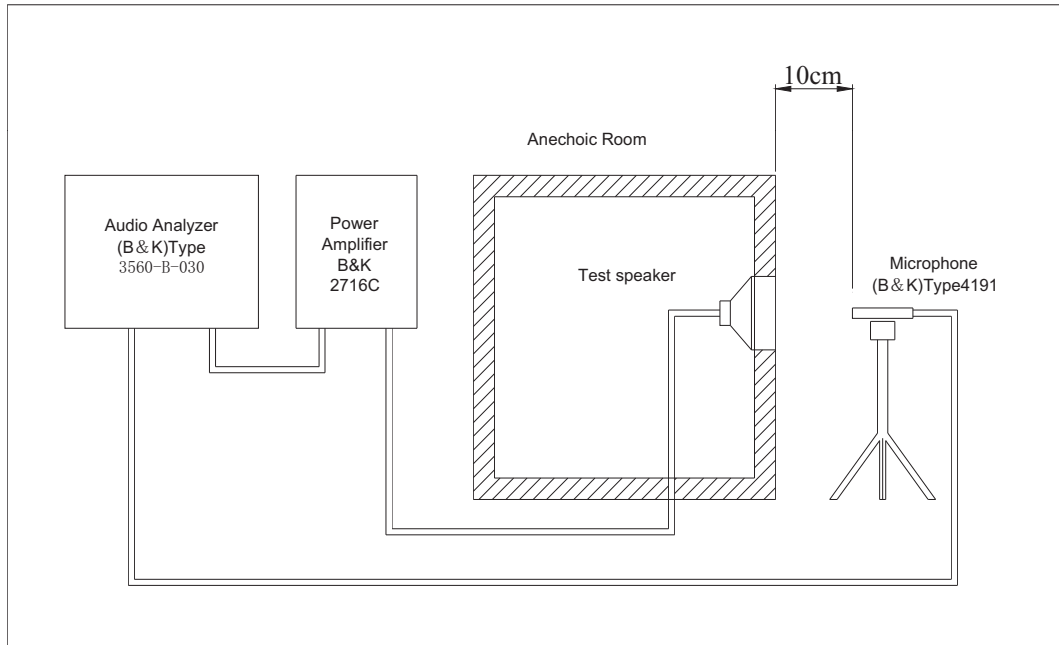 10cm
Anechoic Room
Audio Analyzer
(B&K)Type
3560-B-030
Power
Amplifier
B&K
2716C
Test speaker
Microphone
(B&K)Type4191